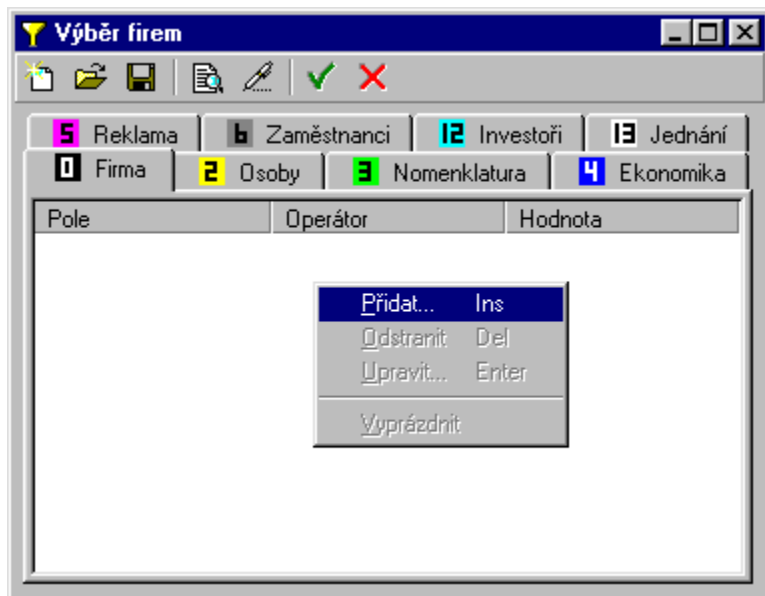 Výběr firem
5 Reklama 6 Zaměstnanci 12 Investoři 13 Jednání
0 Firma 2 Osoby 3 Nomenklatura 4 Ekonomika
Pole Operátor Hodnota
Přidat... Ins
Odstranit Del
Upravit... Enter
Vyprázdnit